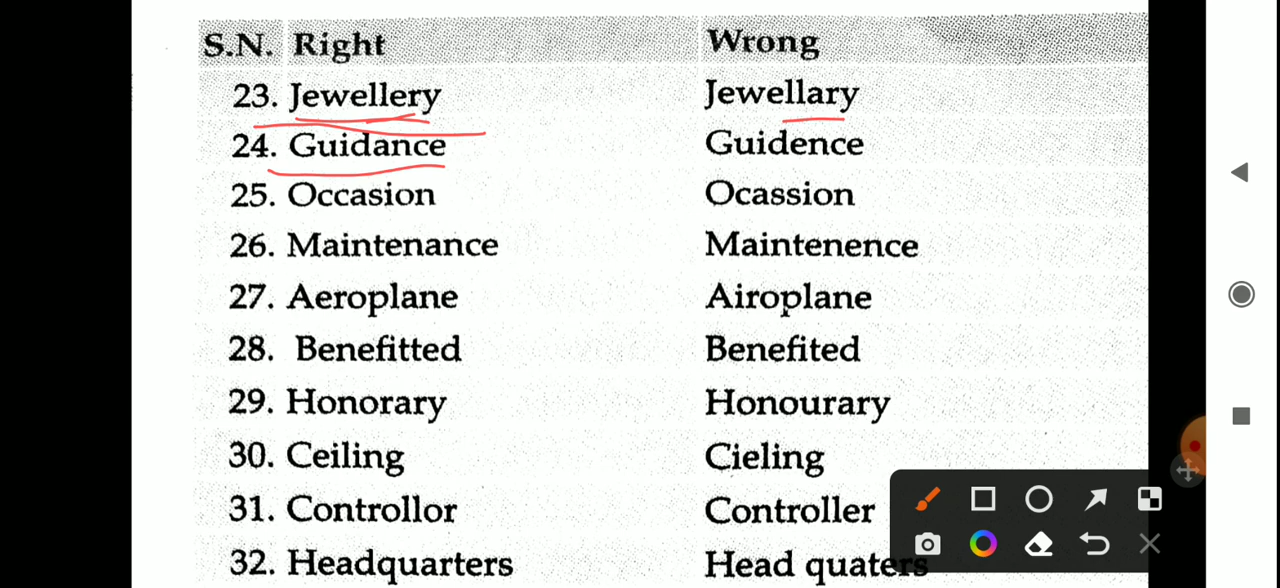 S.N. Right Wrong
23. Jewellery Jewellary
24. Guidance Guidence
25. Occasion Ocassion
26. Maintenance Maintenence
27. Aeroplane Airoplane
28. Benefitted Benefited
29. Honorary Honourary
30. Ceiling Cieling
31. Controllor Controller
32. Headquarters Head quaters